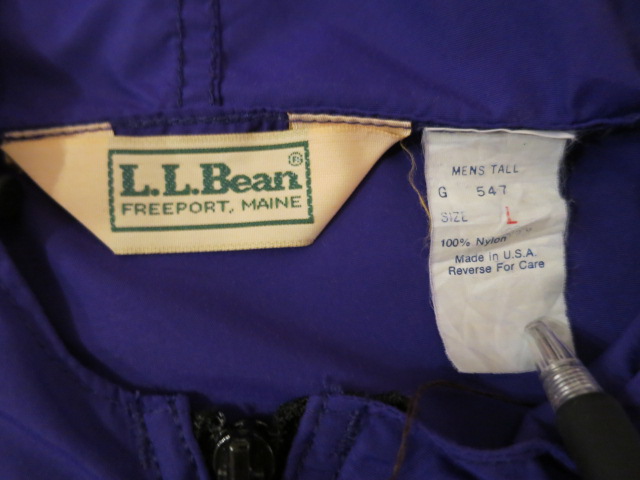 L.L.Bean®
FREEPORT, MAINE
MENS TALL
G 547
SIZE L
100% Nylon
Made in U.S.A.
Reverse For Care